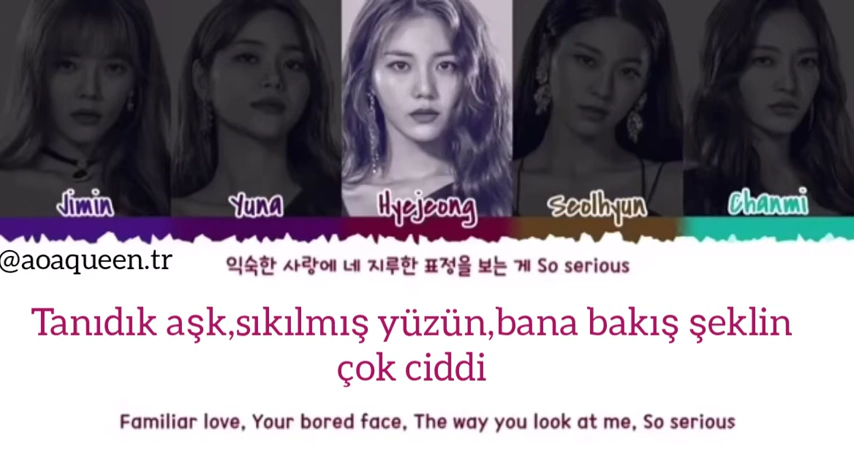 Jimin Yuna Hyejeong Seolhyun Chanmi
@aoaqueen.tr
익숙한 사랑에 네 지루한 표정을 보는 게 So serious
Tanıdık aşk,sıkılmış yüzün,bana bakış şeklin
çok ciddi
Familiar love, Your bored face, The way you look at me, So serious